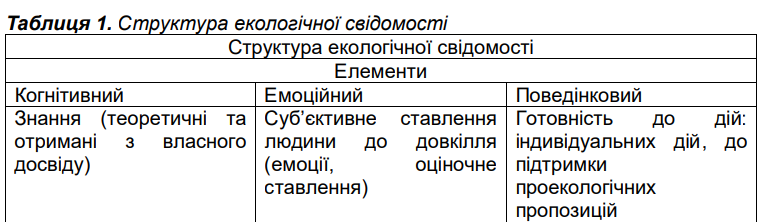 Таблиця 1. Структура екологічної свідомості
Структура екологічної свідомості
Елементи
Когнітивний
Емоційний
Поведінковий
Знання (теоретичні та
отримані з власного
досвіду)
Суб’єктивне ставлення
людини до довкілля
(емоції, оціночне
ставлення)
Готовність до дій:
індивідуальних дій, до
підтримки
проекологічних
пропозицій